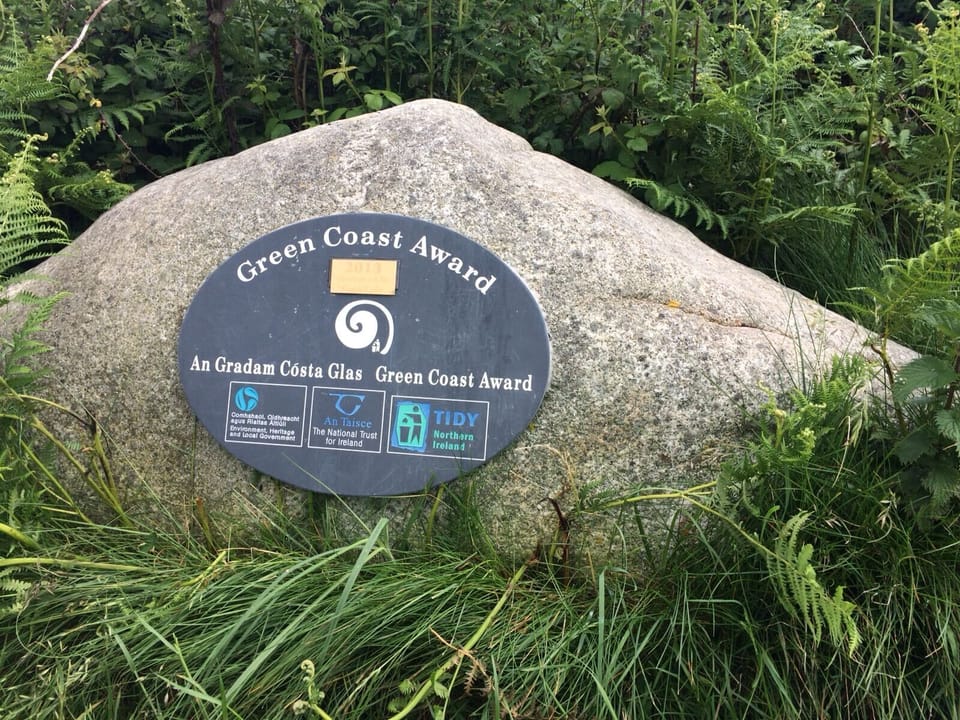 Green Coast Award
2013
An Gradam Cósta Glas Green Coast Award
Comhshaol, Oidhreacht
agus Rialtas Áitiúil
Environment, Heritage
and Local Government
An Taisce
The National Trust
for Ireland
TIDY
Northern
Ireland